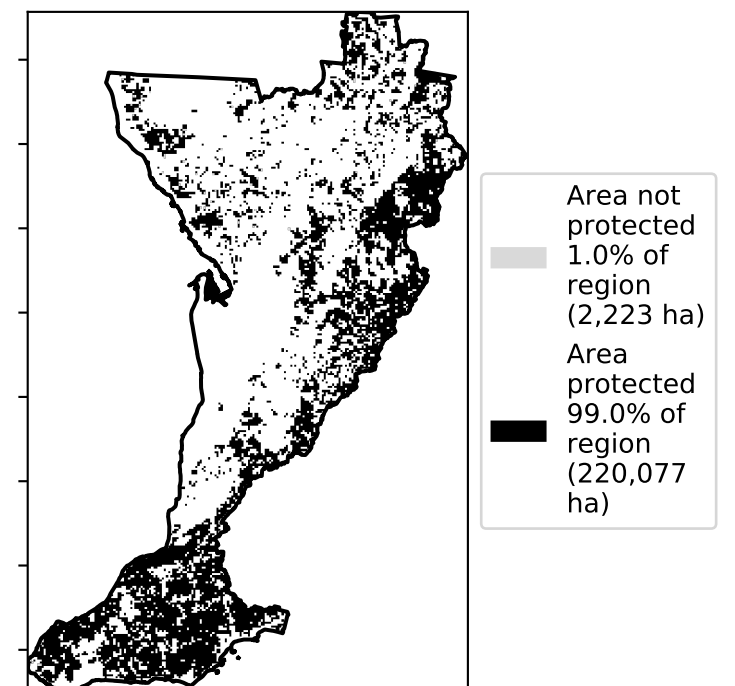 Area not
protected
1.0% of
region
(2,223 ha)
Area
protected
99.0% of
region
(220,077
ha)